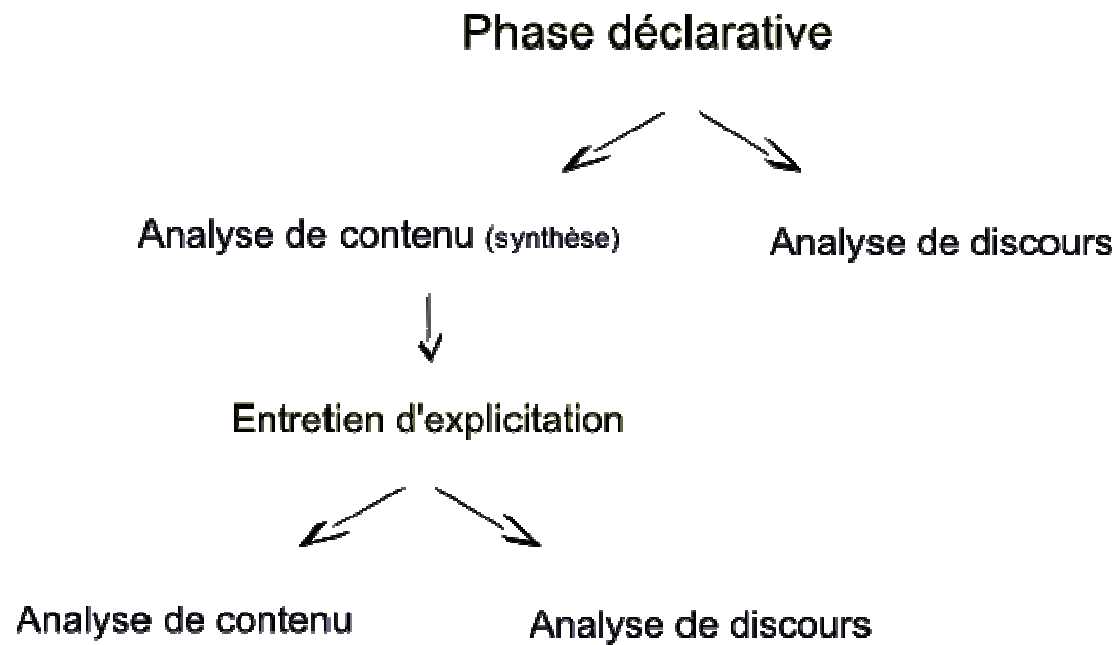 Phase déclarative
Analyse de contenu (synthèse)
Analyse de discours
Entretien d'explicitation
Analyse de contenu
Analyse de discours